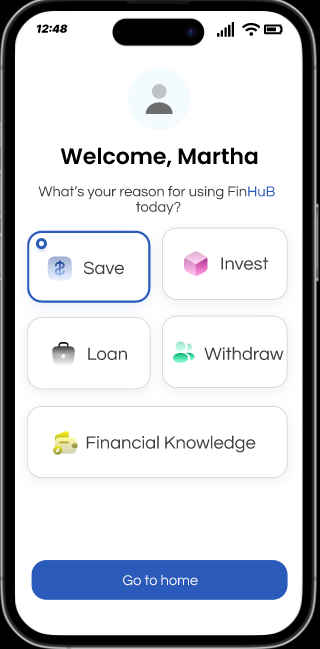 12:48
Welcome, Martha
What's your reason for using FinHuB
today?
Save
Invest
Loan
Withdraw
Financial Knowledge
Go to home